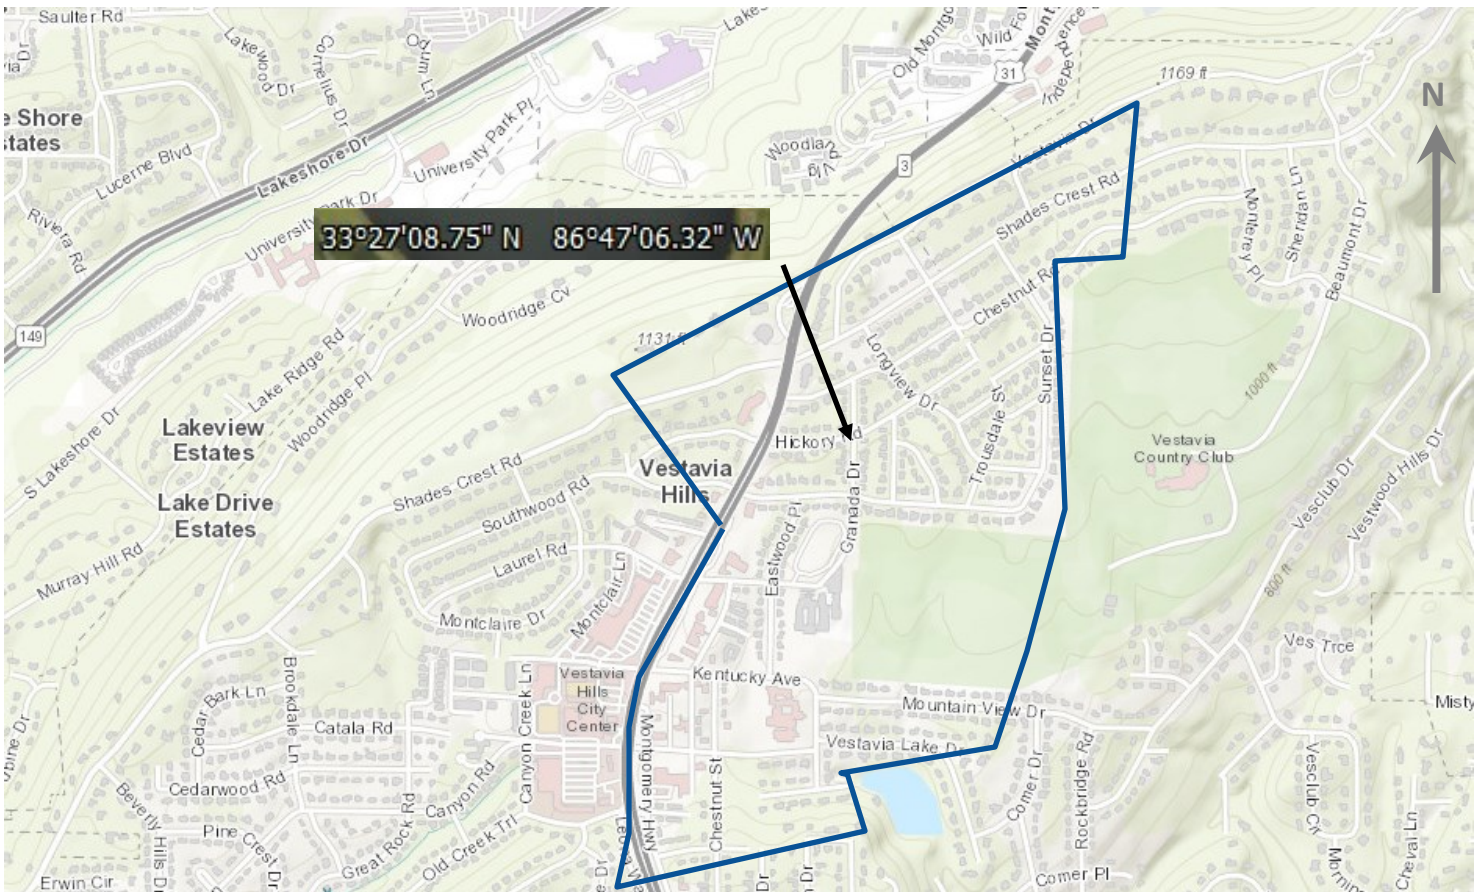 Saulter Rd
Lakewood Dr
Cornelius Dr
Odum Ln
Old Montgo
Wild Fo
Mont
Independence
31
1169 ft
N
e Shore
states
Lucerne Blvd
Lakeshore Dr
University Park Pl
Woodland
Vlg
3
Vestavia Dr
Riviera Rd
University Park Dr
Shades Crest Rd
Monterey Pl
Sheridan Ln
Beaumont Dr
33°27'08.75" N 86°47'06.32" W
149
Woodridge Cv
Chestnut R
1131 ft
Lake Ridge Rd
Woodridge Pl
Longview Dr
Sunset Dr
1000 ft
S Lakeshore Dr
Lakeview
Estates
Hickory Rd
Trousdale St
Vestavia
Country Club
Vestavia
Hills
Shades Crest Rd
Southwood Rd
Granada Dr
Vesclub Dr
Vestwood Hills Dr
Lake Drive
Estates
Murray Hill Rd
Laurel Rd
Montclair Ln
Eastwood Pl
800 ft
Montclaire Dr
Ves Trce
Brookdale Ln
Cedar Bark Ln
Canyon Creek Ln
Vestavia
Hills
City
Center
Kentucky Ave
Mountain View Dr
Misty
Catala Rd
Montgomery Hwy
Vestavia Lake Dr
Comer Dr
Rockbridge Rd
Vesclub Cir
Cedarwood Rd
Canyon Rd
Chestnut St
Beverly Hills D
Pine Crest Dr
Great Rock Rd
Old Creek Trl
Cheval Ln
Erwin Cir
e Dr
Dr
Dr
Comer Pl